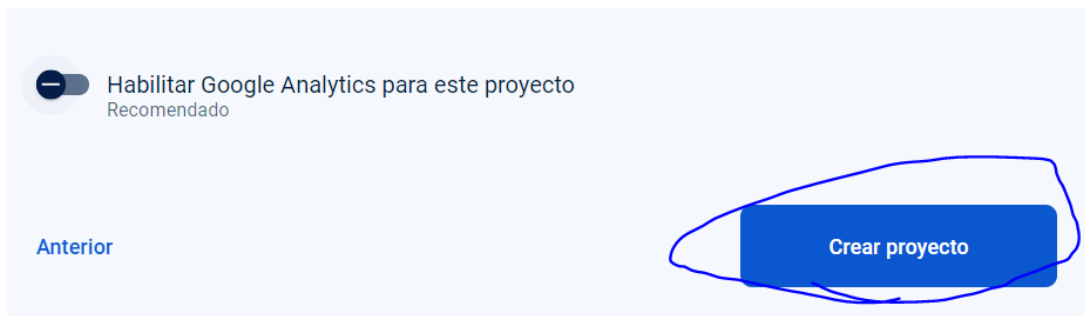 Habilitar Google Analytics para este proyecto
Recomendado
Anterior
Crear proyecto